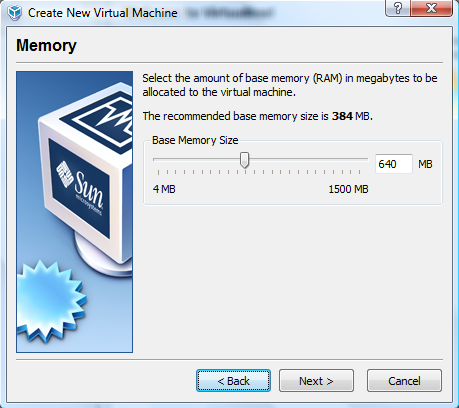 Create New Virtual Machine
Memory
Select the amount of base memory (RAM) in megabytes to be
allocated to the virtual machine.
The recommended base memory size is 384 MB.
Base Memory Size
640 MB
4 MB 1500 MB
Sun
microsystems
< Back Next > Cancel